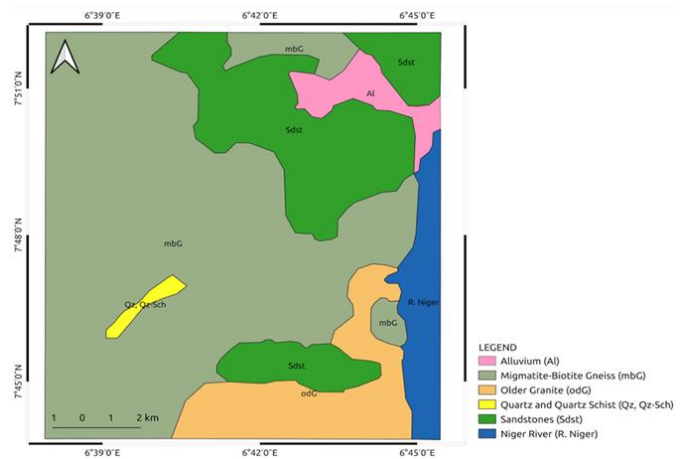 6°39'0"E 6°42'0"E 6°45'0"E
mbG
Sdst
7°51'0"N
Al
Sdst
7°48'0"N
mbG
Qz, Qz-Sch
R. Niger
mbG
Sdst
7°45'0"N
odG
1 0 1 2 km
6°39'0"E 6°42'0"E 6°45'0"E
LEGEND
Alluvium (Al)
Migmatite-Biotite Gneiss (mbG)
Older Granite (odG)
Quartz and Quartz Schist (Qz, Qz-Sch)
Sandstones (Sdst)
Niger River (R. Niger)